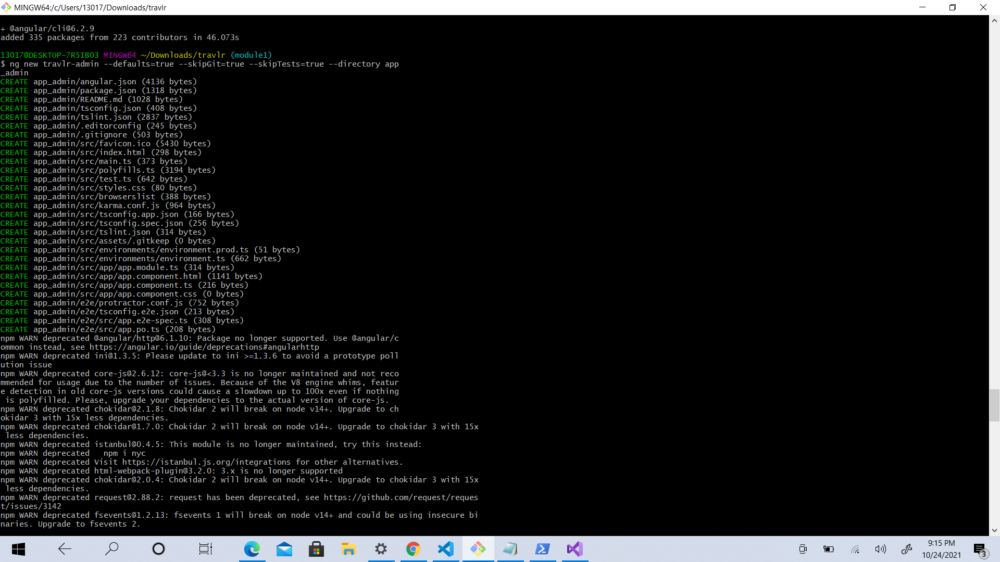 MINGW64:/c/Users/13017/Downloads/travlr
+ @angular/cli@6.2.9
added 335 packages from 223 contributors in 46.073s
13017@DESKTOP-7R5IB03 MINGW64 ~/Downloads/travlr (module1)
$ ng new travlr-admin --defaults=true --skipGit=true --skipTests=true --directory app
_admin
CREATE app_admin/angular.json (4136 bytes)
CREATE app_admin/package.json (1318 bytes)
CREATE app_admin/README.md (1028 bytes)
CREATE app_admin/tsconfig.json (408 bytes)
CREATE app_admin/tslint.json (2837 bytes)
CREATE app_admin/.editorconfig (245 bytes)
CREATE app_admin/.gitignore (503 bytes)
CREATE app_admin/src/favicon.ico (5430 bytes)
CREATE app_admin/src/index.html (298 bytes)
CREATE app_admin/src/main.ts (373 bytes)
CREATE app_admin/src/polyfills.ts (3194 bytes)
CREATE app_admin/src/test.ts (642 bytes)
CREATE app_admin/src/styles.css (80 bytes)
CREATE app_admin/src/browserslist (388 bytes)
CREATE app_admin/src/karma.conf.js (964 bytes)
CREATE app_admin/src/tsconfig.app.json (166 bytes)
CREATE app_admin/src/tsconfig.spec.json (256 bytes)
CREATE app_admin/src/tslint.json (314 bytes)
CREATE app_admin/src/assets/.gitkeep (0 bytes)
CREATE app_admin/src/environments/environment.prod.ts (51 bytes)
CREATE app_admin/src/environments/environment.ts (662 bytes)
CREATE app_admin/src/app/app.module.ts (314 bytes)
CREATE app_admin/src/app/app.component.html (1141 bytes)
CREATE app_admin/src/app/app.component.ts (216 bytes)
CREATE app_admin/src/app/app.component.css (0 bytes)
CREATE app_admin/e2e/protractor.conf.js (752 bytes)
CREATE app_admin/e2e/tsconfig.e2e.json (213 bytes)
CREATE app_admin/e2e/src/app.e2e-spec.ts (308 bytes)
CREATE app_admin/e2e/src/app.po.ts (208 bytes)
npm WARN deprecated @angular/http@6.1.10: Package no longer supported. Use @angular/c
ommon instead, see https://angular.io/guide/deprecations#angularhttp
npm WARN deprecated ini@1.3.5: Please update to ini >=1.3.6 to avoid a prototype poll
ution issue
npm WARN deprecated core-js@2.6.12: core-js@<3.3 is no longer maintained and not reco
mmended for usage due to the number of issues. Because of the V8 engine whims, featur
e detection in old core-js versions could cause a slowdown up to 100x even if nothing
 is polyfilled. Please, upgrade your dependencies to the actual version of core-js.
npm WARN deprecated chokidar@2.1.8: Chokidar 2 will break on node v14+. Upgrade to ch
okidar 3 with 15x less dependencies.
npm WARN deprecated chokidar@1.7.0: Chokidar 2 will break on node v14+. Upgrade to chokidar 3 with 15x
 less dependencies.
npm WARN deprecated istanbul@0.4.5: This module is no longer maintained, try this instead:
npm WARN deprecated   npm i nyc
npm WARN deprecated Visit https://istanbul.js.org/integrations for other alternatives.
npm WARN deprecated html-webpack-plugin@3.2.0: 3.x is no longer supported
npm WARN deprecated chokidar@2.0.4: Chokidar 2 will break on node v14+. Upgrade to chokidar 3 with 15x
 less dependencies.
npm WARN deprecated request@2.88.2: request has been deprecated, see https://github.com/request/reques
t/issues/3142
npm WARN deprecated fsevents@1.2.13: fsevents 1 will break on node v14+ and could be using insecure bi
naries. Upgrade to fsevents 2.
9:15 PM
10/24/2021
3